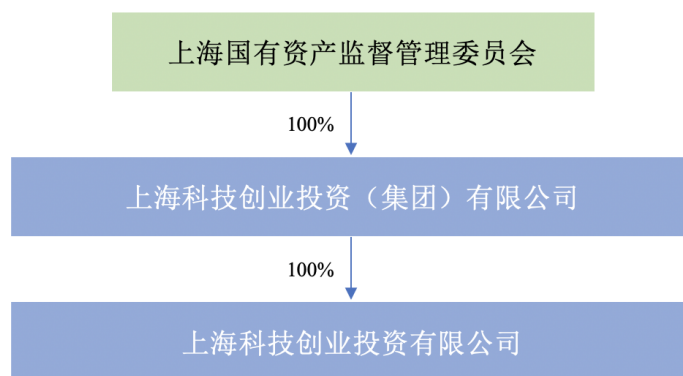 上海国有资产监督管理委员会
100%
上海科技创业投资（集团）有限公司
100%
上海科技创业投资有限公司